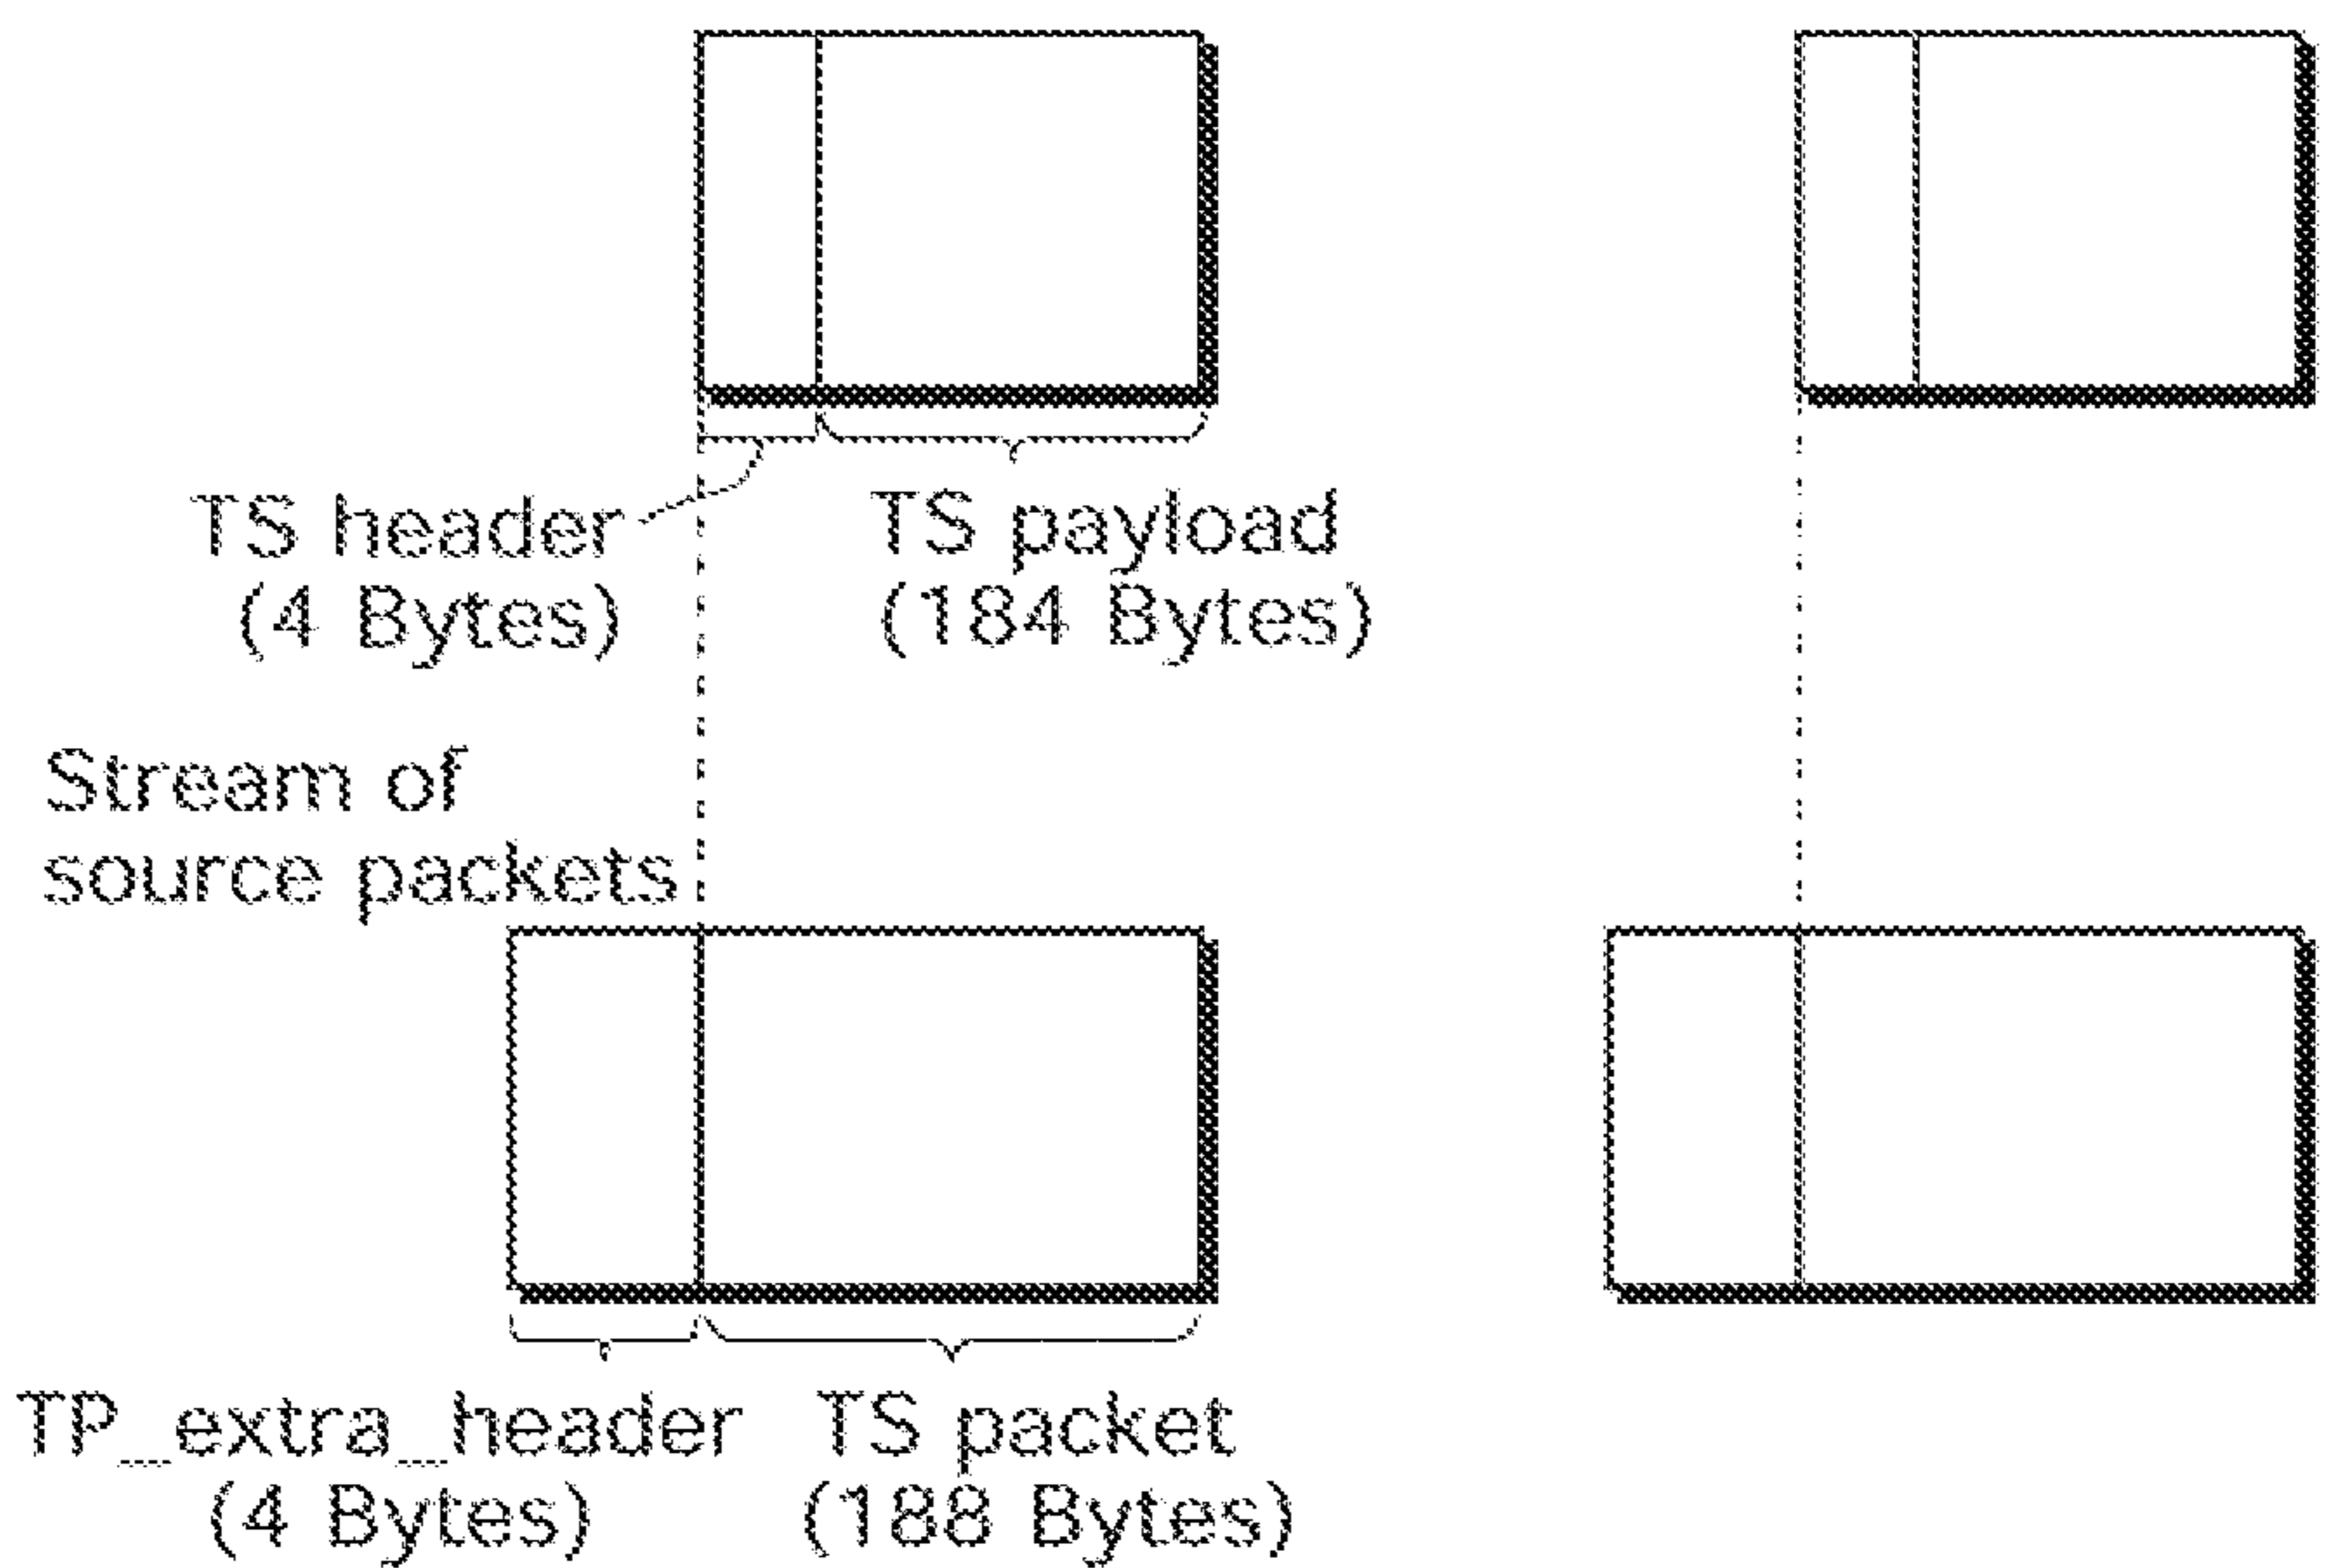 TS header
(4 Bytes)
TS payload
(184 Bytes)
Stream of
source packets
TP_extra_header
(4 Bytes)
TS packet
(188 Bytes)